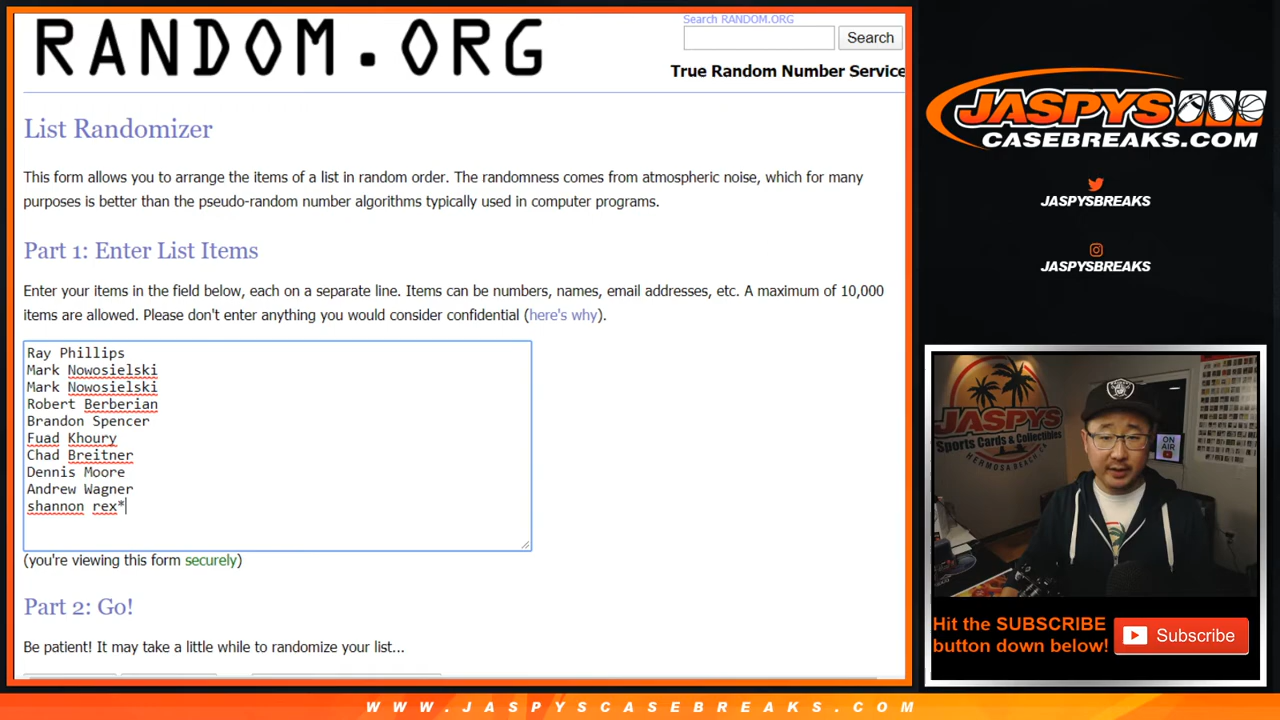 RANDOM.ORG
Search RANDOM.ORG
Search
True Random Number Service
List Randomizer
This form allows you to arrange the items of a list in random order. The randomness comes from atmospheric noise, which for many
purposes is better than the pseudo-random number algorithms typically used in computer programs.
Part 1: Enter List Items
Enter your items in the field below, each on a separate line. Items can be numbers, names, email addresses, etc. A maximum of 10,000
items are allowed. Please don't enter anything you would consider confidential (here's why).
Ray Phillips
Mark Nowosielski
Mark Nowosielski
Robert Berberian
Brandon Spencer
Fuad Khoury
Chad Breitner
Dennis Moore
Andrew Wagner
shannon rex*
(you're viewing this form securely)
Part 2: Go!
Be patient! It may take a little while to randomize your list...
JASPYS
CASEBREAKS.COM
JASPYSBREAKS
JASPYSBREAKS
JASPYS
Sports Cards & Collectibles
HERMOSA BEACH, CA
ON
AIR
Hit the SUBSCRIBE
button down below!
Subscribe
WWW.JASPYSCASEBREAKS.COM